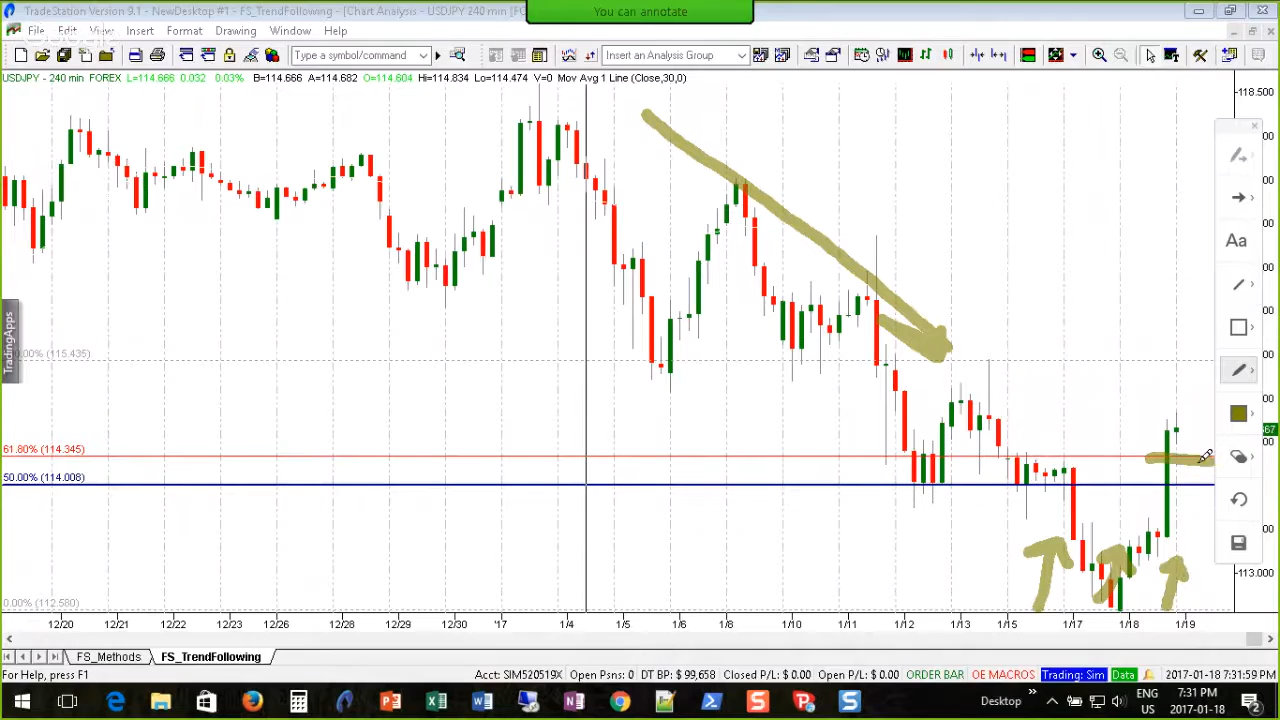 You can annotate
TradeStation Version 9.1 - NewDesktop #1 - FS_TrendFollowing - [Chart Analysis - USDJPY 240 min [FO
File Edit View Insert Format Drawing Window Help
Type a symbol/command
Insert an Analysis Group
USDJPY - 240 min FOREX L=114.666 0.032 0.03% B=114.666 A=114.682 O=114.604 Hi=114.834 Lo=114.474 V=0 Mov Avg 1 Line (Close,30,0)
118.500
Aa
TradingApps
61.80% (114.345)
50.00% (114.008)
113.000
0.00% (112.580)
12/20 12/21 12/22 12/23 12/26 12/27 12/28 12/29 12/30 '17 1/4 1/5 1/6 1/8 1/10 1/11 1/12 1/13 1/15 1/17 1/18 1/19
FS_Methods FS_TrendFollowing
For Help, press F1
Acct: SIM520519X Open Psns: 0 DT BP: $ 99,658 Closed P/L: $ 0.00 Open P/L: $ 0.00 ORDER BAR OE MACROS Trading: Sim Data 2017-01-18 7:31:59 PM
Desktop
ENG
US
7:31 PM
2017-01-18
2